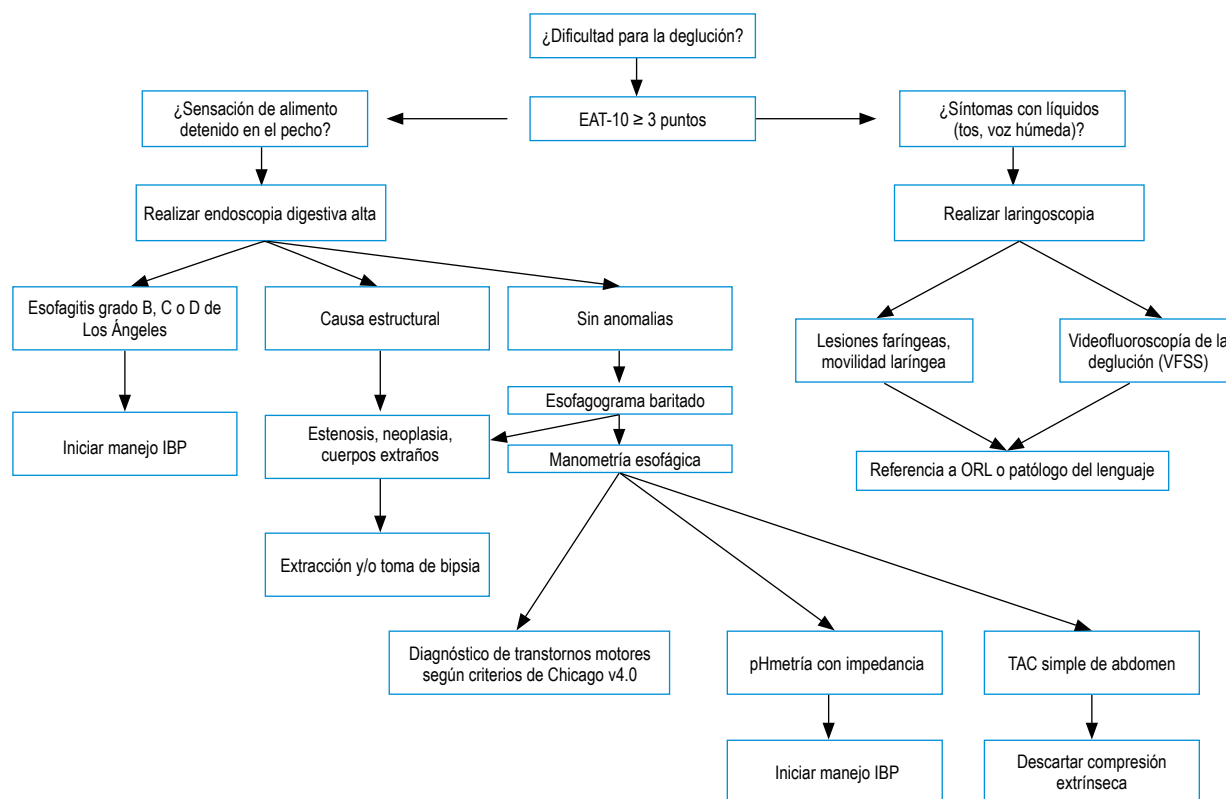 ¿Dificultad para la deglución?
¿Sensación de alimento
detenido en el pecho?
EAT-10 ≥ 3 puntos
¿Síntomas con líquidos
(tos, voz húmeda)?
Realizar endoscopia digestiva alta
Realizar laringoscopia
Esofagitis grado B, C o D de
Los Ángeles
Causa estructural
Sin anomalias
Lesiones faríngeas,
movilidad laríngea
Videofluoroscopía de la
deglución (VFSS)
Esofagograma baritado
Iniciar manejo IBP
Estenosis, neoplasia,
cuerpos extraños
Manometría esofágica
Referencia a ORL o patólogo del lenguaje
Extracción y/o toma de bipsia
Diagnóstico de transtornos motores
según criterios de Chicago v4.0
pHmetría con impedancia
TAC simple de abdomen
Iniciar manejo IBP
Descartar compresión
extrínseca